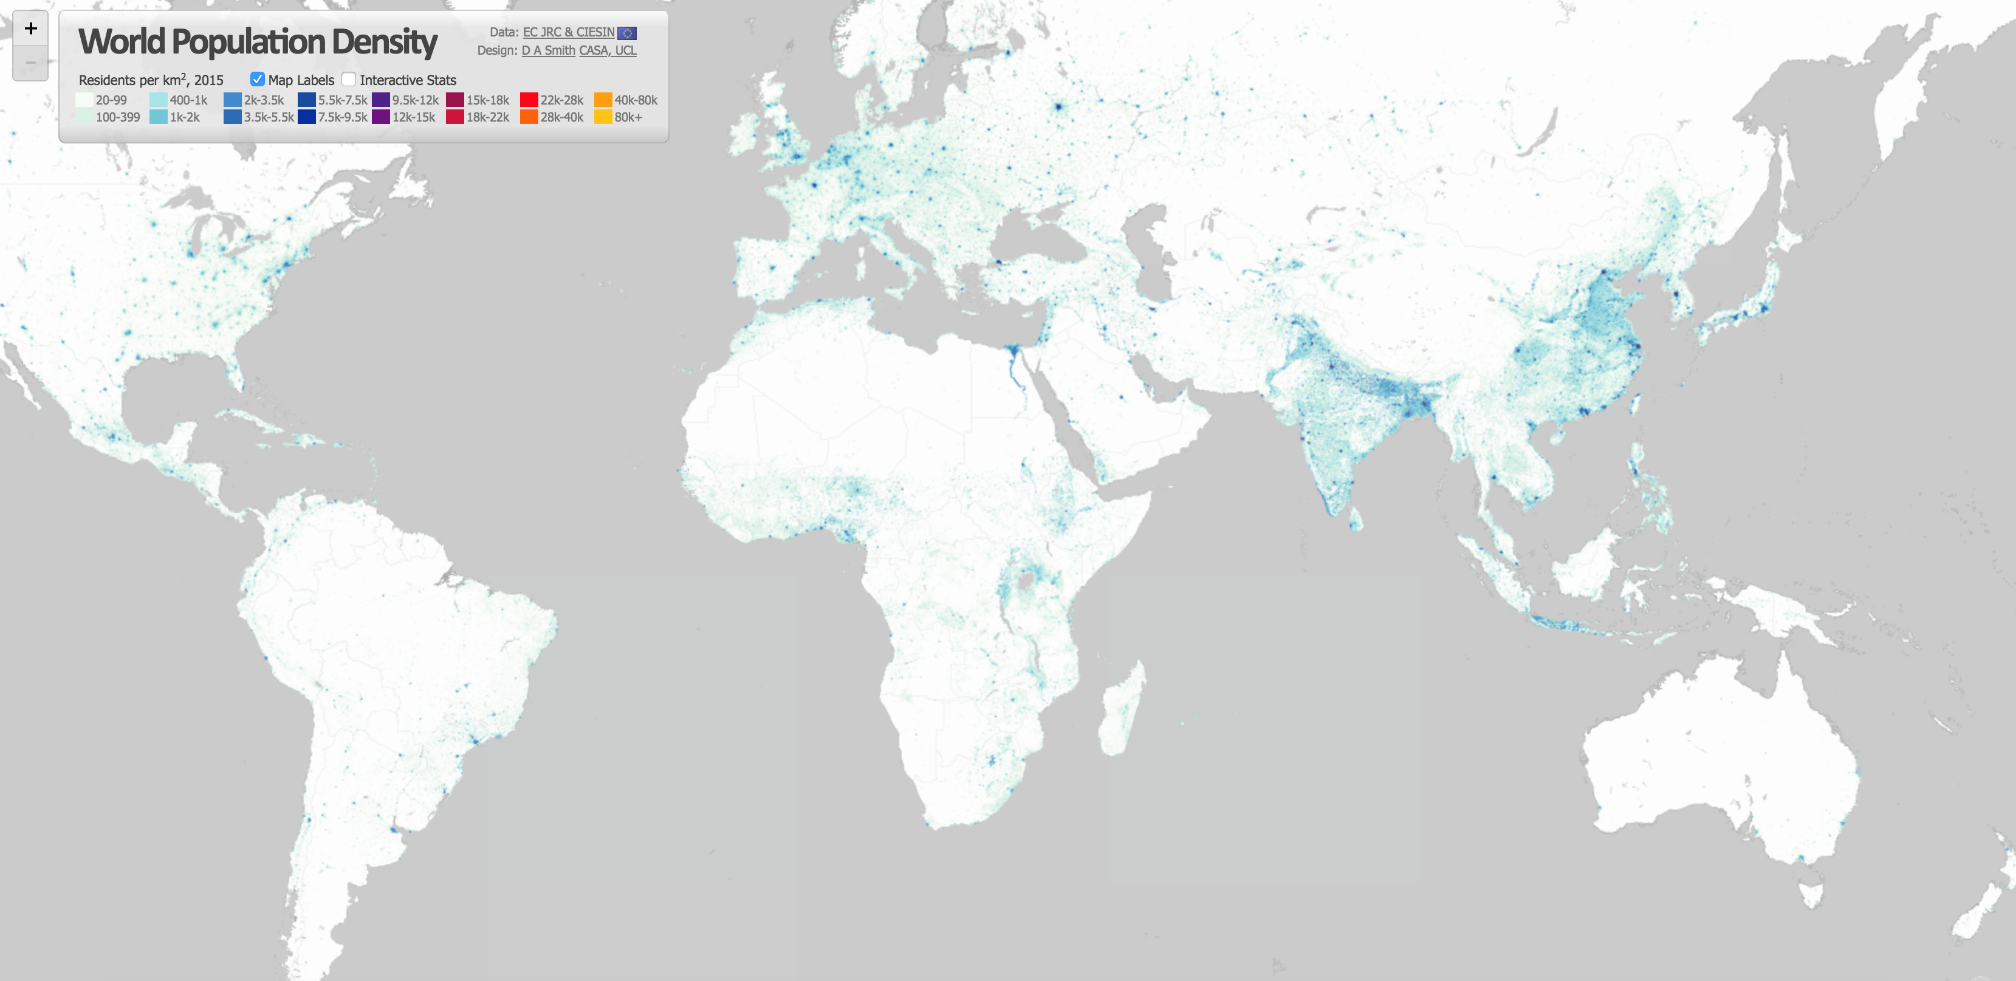 +
−
World Population Density
Data: EC JRC & CIESIN
Design: D A Smith CASA, UCL
Residents per km², 2015 Map Labels Interactive Stats
20-99 400-1k 2k-3.5k 5.5k-7.5k 9.5k-12k 15k-18k 22k-28k 40k-80k
100-399 1k-2k 3.5k-5.5k 7.5k-9.5k 12k-15k 18k-22k 28k-40k 80k+